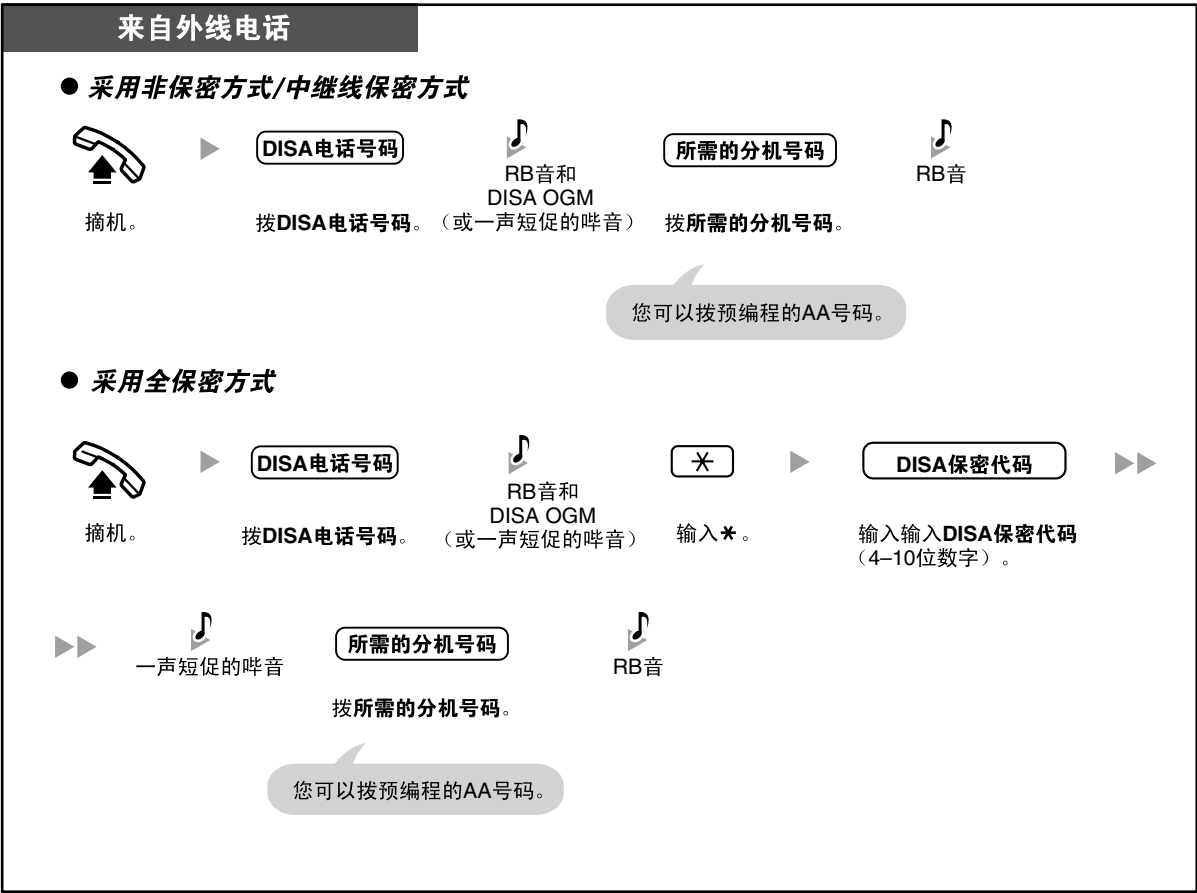 来自外线电话
● 采用非保密方式/中继线保密方式
DISA电话号码
所需的分机号码
RB音和
DISA OGM
(或一声短促的哔音)
RB音
摘机。
拨DISA电话号码。
拨所需的分机号码。
您可以拨预编程的AA号码。
● 采用全保密方式
DISA电话号码
RB音和
DISA OGM
(或一声短促的哔音)
*
DISA保密代码
摘机。
拨DISA电话号码。
输入*。
输入输入DISA保密代码
(4–10位数字)。
一声短促的哔音
所需的分机号码
RB音
拨所需的分机号码。
您可以拨预编程的AA号码。